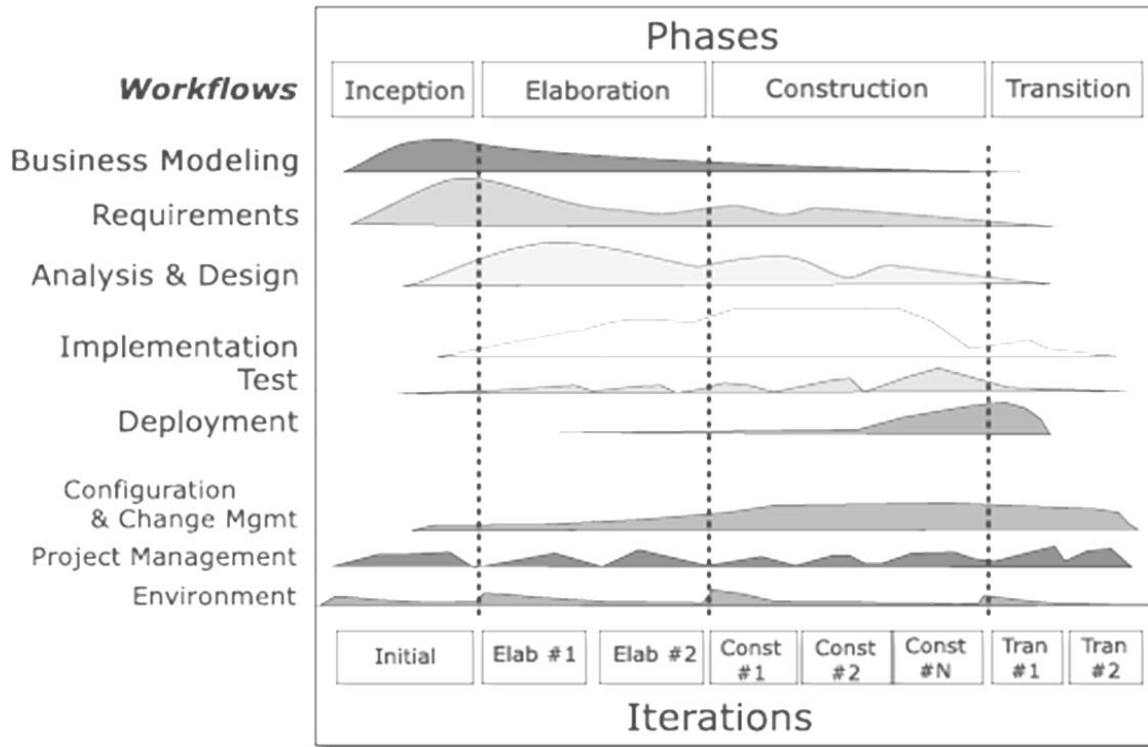 Phases
Workflows
Inception
Elaboration
Construction
Transition
Business Modeling
Requirements
Analysis & Design
Implementation
Test
Deployment
Configuration
& Change Mgmt
Project Management
Environment
Initial
Elab #1
Elab #2
Const
#1
Const
#2
Const
#N
Tran
#1
Tran
#2
Iterations